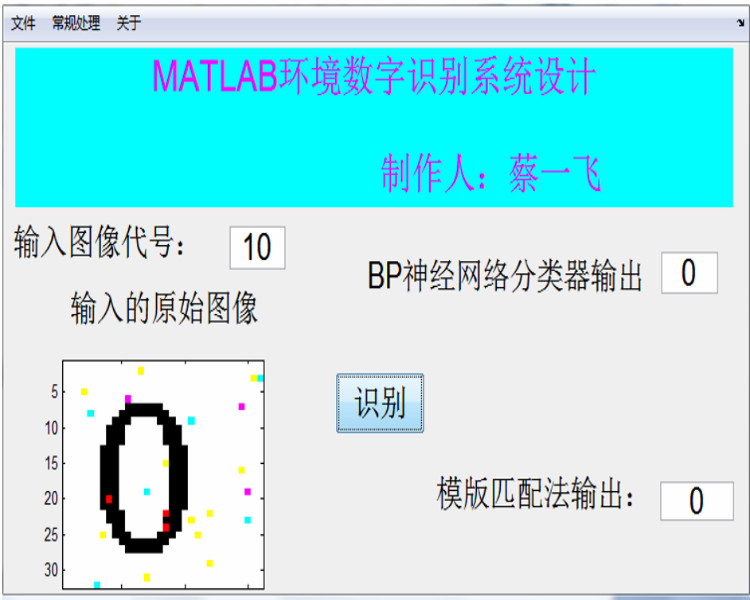 文件 常规处理 关于
MATLAB环境数字识别系统设计
制作人：蔡一飞
输入图像代号： 10
BP神经网络分类器输出 0
输入的原始图像
5
10
15
20
25
30
0
识别
模版匹配法输出： 0